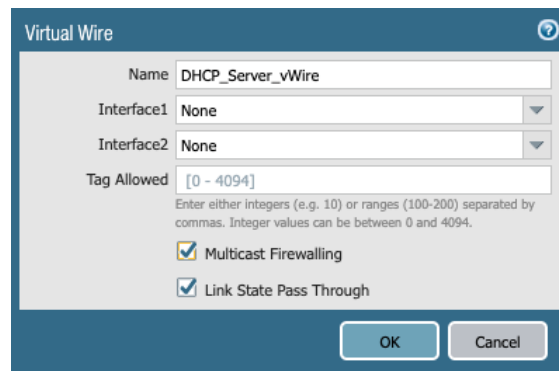 Virtual Wire
Name DHCP_Server_vWire
Interface1 None
Interface2 None
Tag Allowed [0 - 4094]
Enter either integers (e.g. 10) or ranges (100-200) separated by
commas. Integer values can be between 0 and 4094.
Multicast Firewalling
Link State Pass Through
OK Cancel